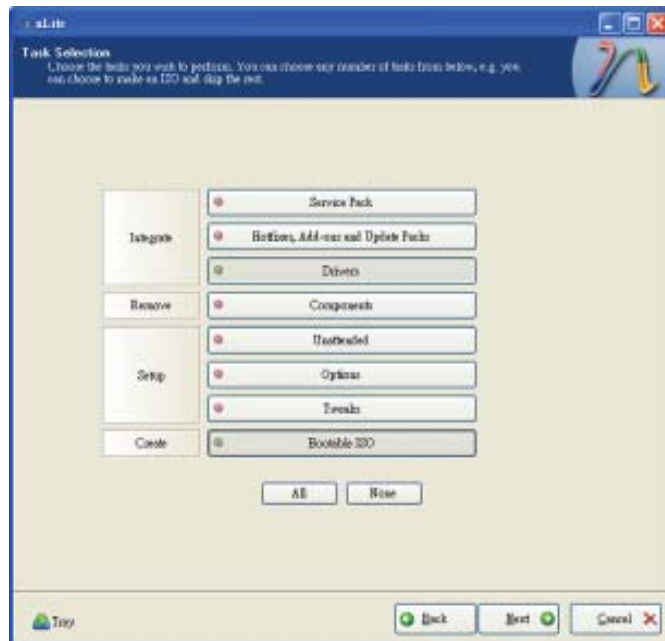 nLite
Task Selection
Choose the tasks you wish to perform. You can choose any number of tasks from below, e.g. you
can choose to make an ISO and skip the rest.
Integrate
Service Pack
Hotfixes, Add-ons and Update Packs
Drivers
Remove
Components
Setup
Unattended
Options
Tweaks
Create
Bootable ISO
All
None
Tray
Back
Next
Cancel